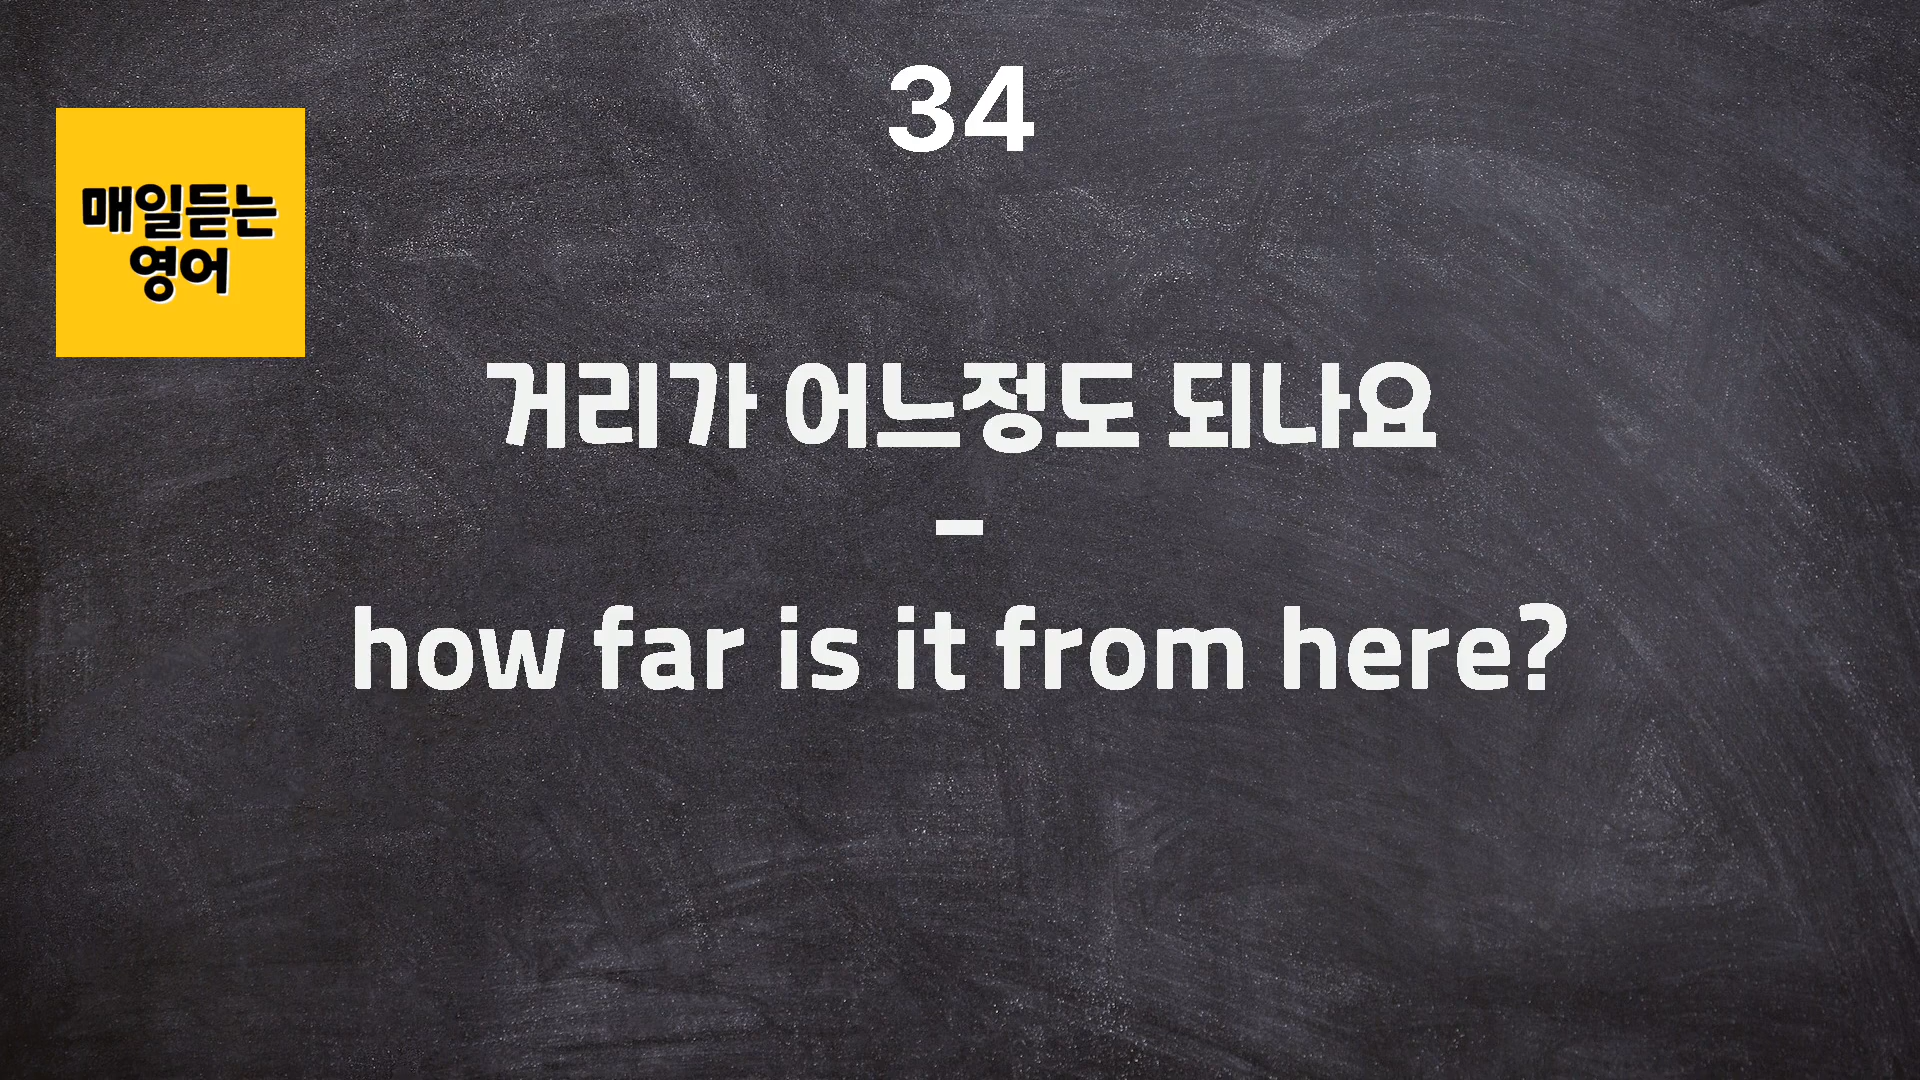 34
매일듣는
영어
거리가 어느정도 되나요
-
how far is it from here?